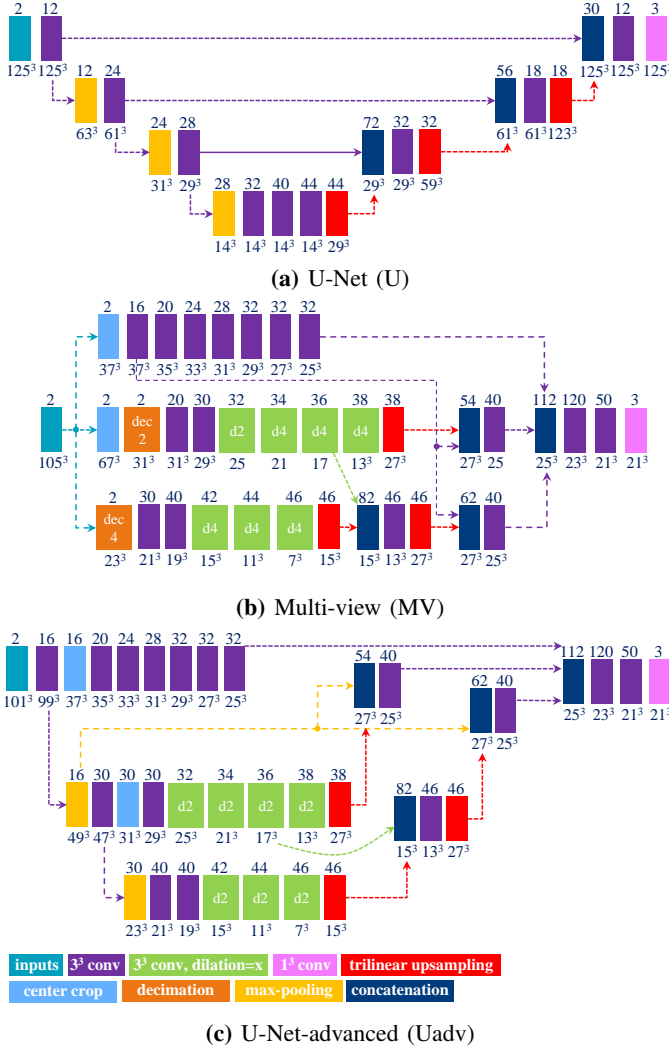 2 12 30 12 3
125³ 125³ 125³ 125³ 125³
12 24 56 18 18
63³ 61³ 61³ 61³ 123³
24 28 72 32 32
31³ 29³ 29³ 29³ 59³
28 32 40 44 44
14³ 14³ 14³ 14³ 29³
(a) U-Net (U)
2 16 20 24 28 32 32 32
37³ 37³ 35³ 33³ 31³ 29³ 27³ 25³
2 2 2 20 30 32 34 36 38 38 54 40 112 120 50 3
dec 2 d2 d4 d4 d4
105³ 67³ 31³ 31³ 29³ 25 21 17 13³ 27³ 27³ 25 25³ 23³ 21³ 21³
2 30 40 42 44 46 46 82 46 46 62 40
dec 4 d4 d4 d4
23³ 21³ 19³ 15³ 11³ 7³ 15³ 15³ 13³ 27³ 27³ 25³
(b) Multi-view (MV)
2 16 16 20 24 28 32 32 32 54 40 62 40 112 120 50 3
101³ 99³ 37³ 35³ 33³ 31³ 29³ 27³ 25³ 27³ 25³ 27³ 25³ 25³ 23³ 21³ 21³
16 30 30 30 32 34 36 38 38 82 46 46
d2 d2 d2 d2
49³ 47³ 31³ 29³ 25³ 21³ 17³ 13³ 27³ 15³ 13³ 27³
30 40 40 42 44 46 46
d2 d2 d2
23³ 21³ 19³ 15³ 11³ 7³ 15³
inputs 3³ conv 3³ conv, dilation=x 1³ conv trilinear upsampling
center crop decimation max-pooling concatenation
(c) U-Net-advanced (Uadv)